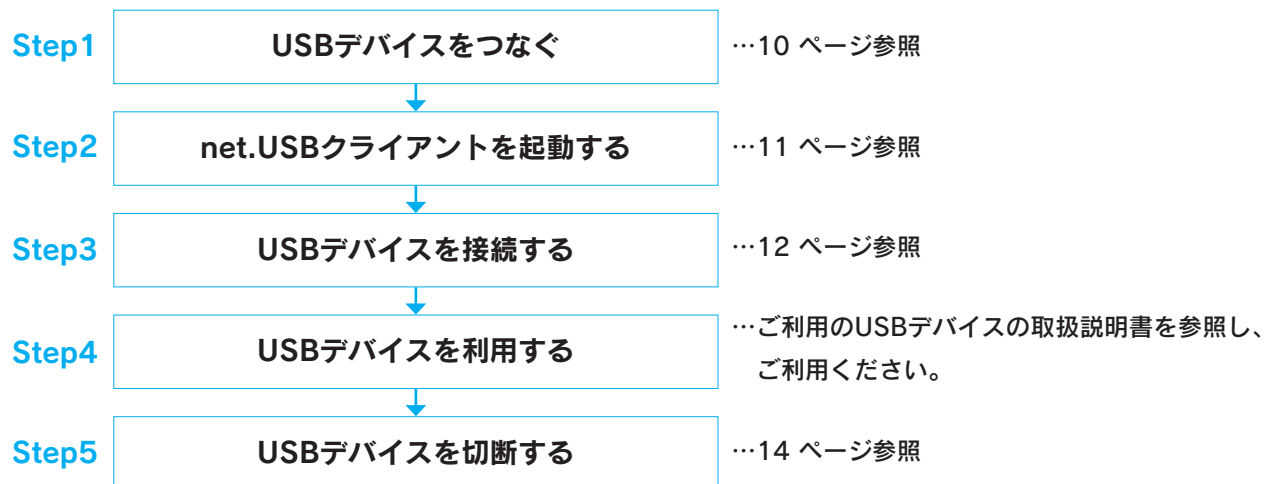 Step1 USBデバイスをつなぐ …10 ページ参照
Step2 net.USBクライアントを起動する …11 ページ参照
Step3 USBデバイスを接続する …12 ページ参照
Step4 USBデバイスを利用する …ご利用のUSBデバイスの取扱説明書を参照し、
ご利用ください。
Step5 USBデバイスを切断する …14 ページ参照